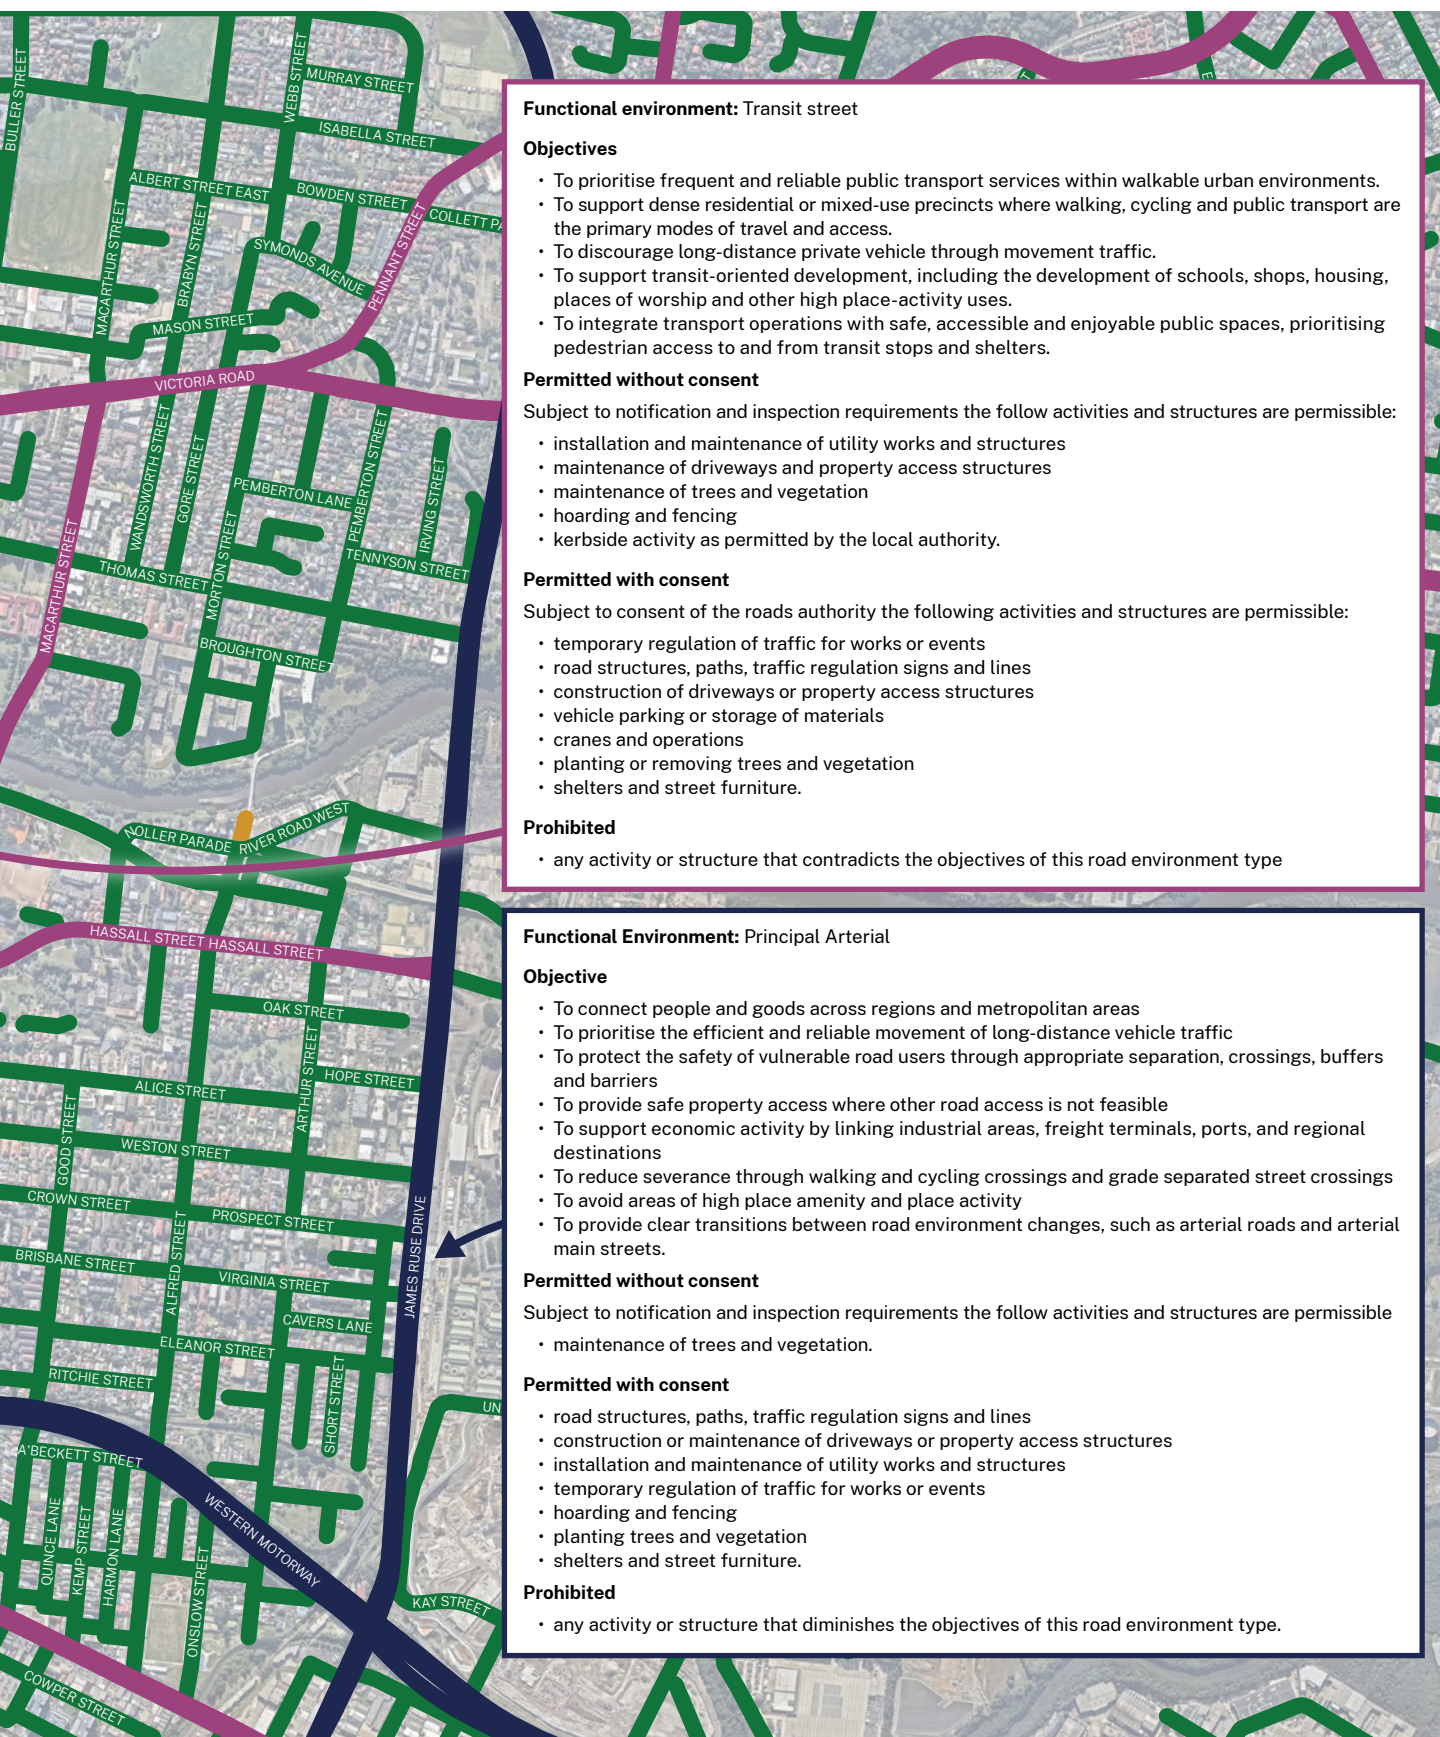 BULLER STREET
WEBB STREET
MURRAY STREET
ISABELLA STREET
ALBERT STREET EAST
BOWDEN STREET
COLLETT PA
MACARTHUR STREET
BRABYN STREET
SYMONDS AVENUE
PENNANT STREET
MASON STREET
VICTORIA ROAD
WANDSWORTH STREET
GORE STREET
PEMBERTON LANE
PEMBERTON STREET
IRVING STREET
TENNYSON STREET
MACARTHUR STREET
THOMAS STREET
MORTON STREET
BROUGHTON STREET
NOLLER PARADE
RIVER ROAD WEST
HASSALL STREET HASSALL STREET
OAK STREET
ARTHUR STREET
HOPE STREET
ALICE STREET
GOOD STREET
WESTON STREET
CROWN STREET
PROSPECT STREET
JAMES RUSE DRIVE
BRISBANE STREET
ALFRED STREET
VIRGINIA STREET
CAVERS LANE
ELEANOR STREET
RITCHIE STREET
SHORT STREET
UN
A'BECKETT STREET
QUINCE LANE
KEMP STREET
HARMON LANE
WESTERN MOTORWAY
ONSLOW STREET
KAY STREET
COWPER STREET
Functional environment: Transit street
Objectives
• To prioritise frequent and reliable public transport services within walkable urban environments.
• To support dense residential or mixed-use precincts where walking, cycling and public transport are
the primary modes of travel and access.
• To discourage long-distance private vehicle through movement traffic.
• To support transit-oriented development, including the development of schools, shops, housing,
places of worship and other high place-activity uses.
• To integrate transport operations with safe, accessible and enjoyable public spaces, prioritising
pedestrian access to and from transit stops and shelters.
Permitted without consent
Subject to notification and inspection requirements the follow activities and structures are permissible:
• installation and maintenance of utility works and structures
• maintenance of driveways and property access structures
• maintenance of trees and vegetation
• hoarding and fencing
• kerbside activity as permitted by the local authority.
Permitted with consent
Subject to consent of the roads authority the following activities and structures are permissible:
• temporary regulation of traffic for works or events
• road structures, paths, traffic regulation signs and lines
• construction of driveways or property access structures
• vehicle parking or storage of materials
• cranes and operations
• planting or removing trees and vegetation
• shelters and street furniture.
Prohibited
• any activity or structure that contradicts the objectives of this road environment type
Functional Environment: Principal Arterial
Objective
• To connect people and goods across regions and metropolitan areas
• To prioritise the efficient and reliable movement of long-distance vehicle traffic
• To protect the safety of vulnerable road users through appropriate separation, crossings, buffers
and barriers
• To provide safe property access where other road access is not feasible
• To support economic activity by linking industrial areas, freight terminals, ports, and regional
destinations
• To reduce severance through walking and cycling crossings and grade separated street crossings
• To avoid areas of high place amenity and place activity
• To provide clear transitions between road environment changes, such as arterial roads and arterial
main streets.
Permitted without consent
Subject to notification and inspection requirements the follow activities and structures are permissible
• maintenance of trees and vegetation.
Permitted with consent
• road structures, paths, traffic regulation signs and lines
• construction or maintenance of driveways or property access structures
• installation and maintenance of utility works and structures
• temporary regulation of traffic for works or events
• hoarding and fencing
• planting trees and vegetation
• shelters and street furniture.
Prohibited
• any activity or structure that diminishes the objectives of this road environment type.